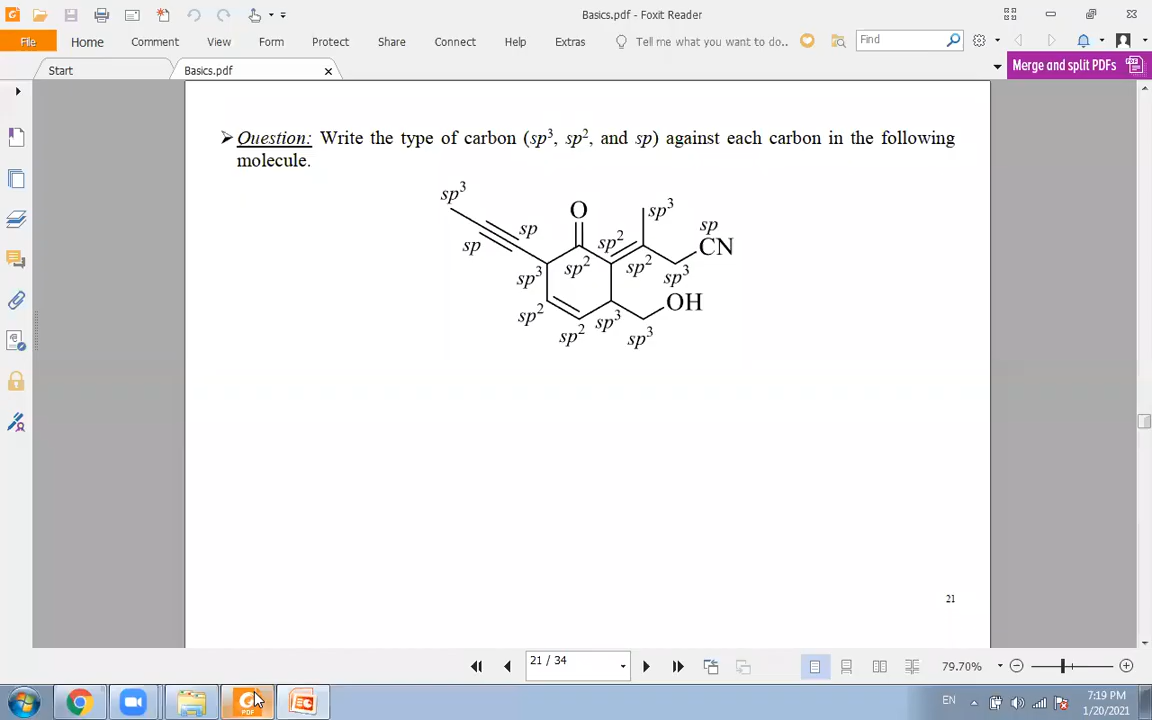 Basics.pdf - Foxit Reader
File Home Comment View Form Protect Share Connect Help Extras Tell me what you want to do.. Find
Start Basics.pdf Merge and split PDFs
➢ Question: Write the type of carbon (sp³, sp², and sp) against each carbon in the following
molecule.
sp³
O sp³
sp sp² sp
sp CN
sp³ sp² sp² sp³
OH
sp² sp³
sp² sp³
21
21 / 34 79.70%
EN 7:19 PM
1/20/2021